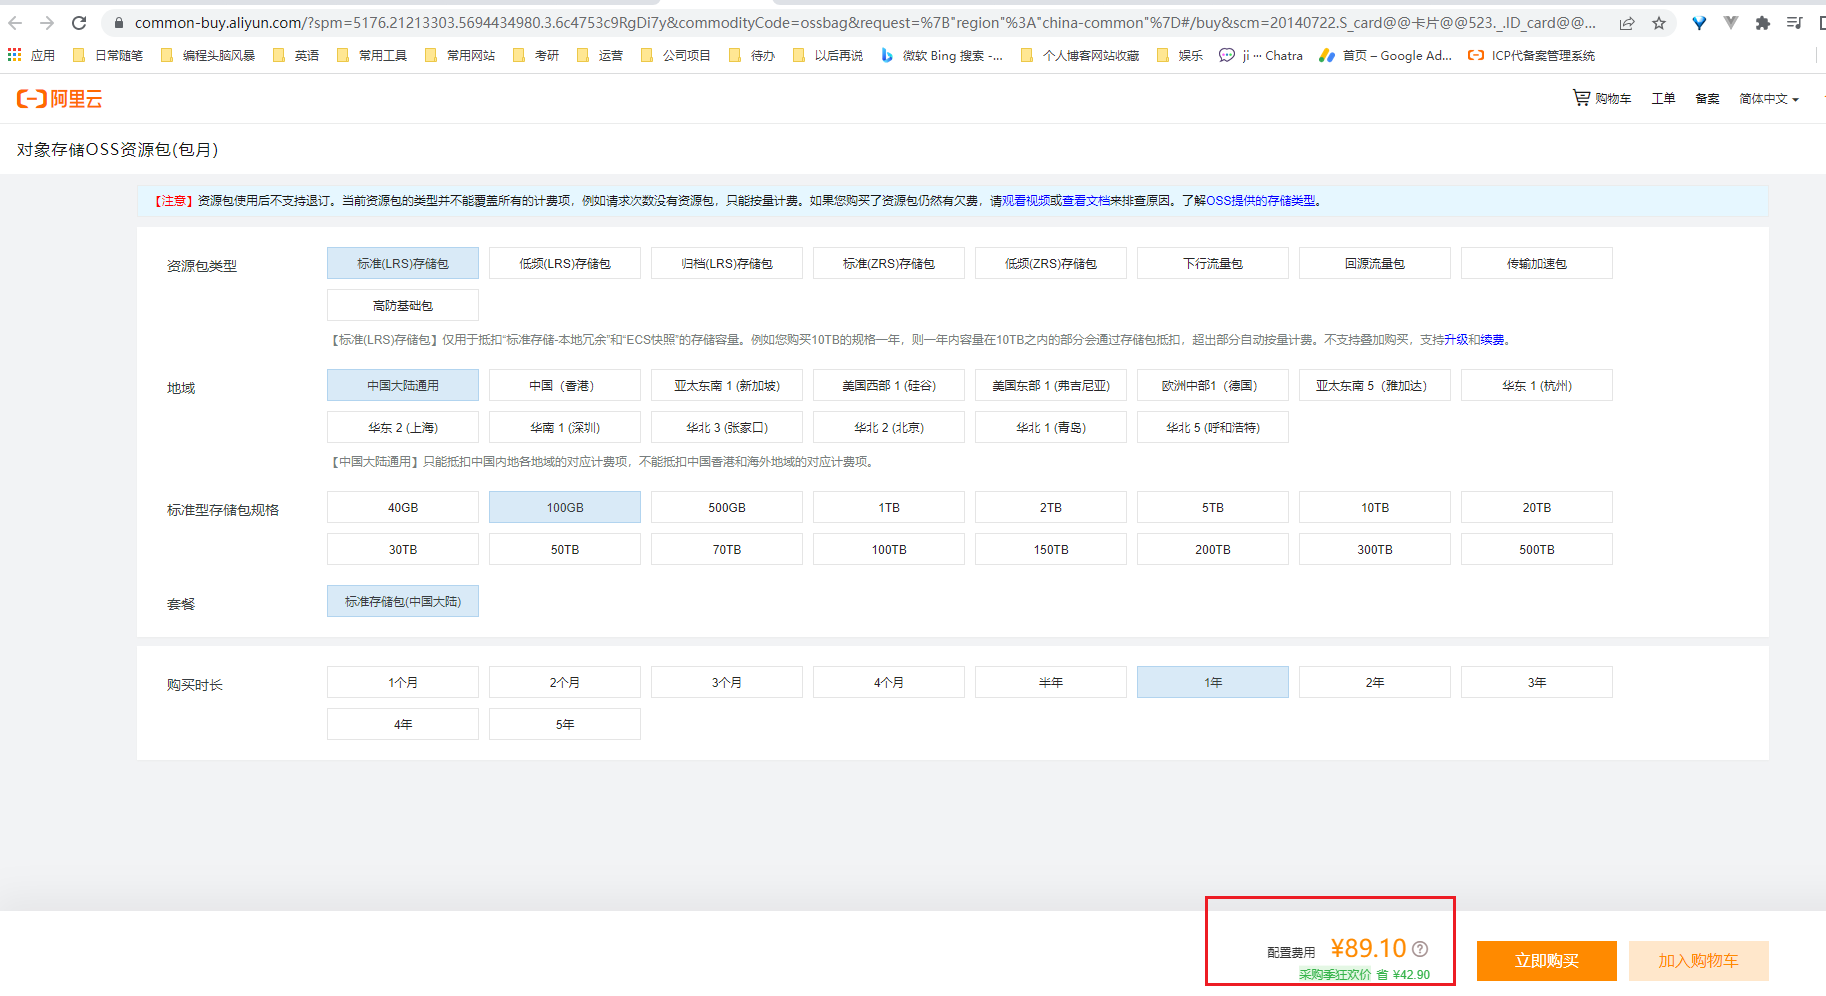 common-buy.aliyun.com/?spm=5176.21213303.5694434980.3.6c4753c9RgDi7y&commodityCode=ossbag&request=%7B"region"%3A"china-common"%7D#/buy&scm=20140722.S_card@@卡片@@523._.ID_card@@...
应用 日常随笔 编程头脑风暴 英语 常用工具 常用网站 考研 运营 公司项目 待办 以后再说 微软 Bing 搜索 -... 个人博客网站收藏 娱乐 ji ··· Chatra 首页 – Google Ad... ICP代备案管理系统
阿里云 购物车 工单 备案 简体中文
对象存储OSS资源包(包月)
【注意】资源包使用后不支持退订。当前资源包的类型并不能覆盖所有的计费项，例如请求次数没有资源包，只能按量计费。如果您购买了资源包仍然有欠费，请观看视频或查看文档来排查原因。了解OSS提供的存储类型。
资源包类型 标准(LRS)存储包 低频(LRS)存储包 归档(LRS)存储包 标准(ZRS)存储包 低频(ZRS)存储包 下行流量包 回源流量包 传输加速包
高防基础包
【标准(LRS)存储包】仅用于抵扣“标准存储-本地冗余”和“ECS快照”的存储容量。例如您购买10TB的规格一年，则一年内容量在10TB之内的部分会通过存储包抵扣，超出部分自动按量计费。不支持叠加购买，支持升级和续费。
地域 中国大陆通用 中国（香港） 亚太东南 1 (新加坡) 美国西部 1 (硅谷) 美国东部 1 (弗吉尼亚) 欧洲中部1（德国） 亚太东南 5（雅加达） 华东 1 (杭州)
华东 2 (上海) 华南 1 (深圳) 华北 3 (张家口) 华北 2 (北京) 华北 1 (青岛) 华北 5 (呼和浩特)
【中国大陆通用】只能抵扣中国内地各地域的对应计费项，不能抵扣中国香港和海外地域的对应计费项。
标准型存储包规格 40GB 100GB 500GB 1TB 2TB 5TB 10TB 20TB
30TB 50TB 70TB 100TB 150TB 200TB 300TB 500TB
套餐 标准存储包(中国大陆)
购买时长 1个月 2个月 3个月 4个月 半年 1年 2年 3年
4年 5年
配置费用 ¥89.10 立即购买 加入购物车
采购季狂欢价 省 ¥42.90